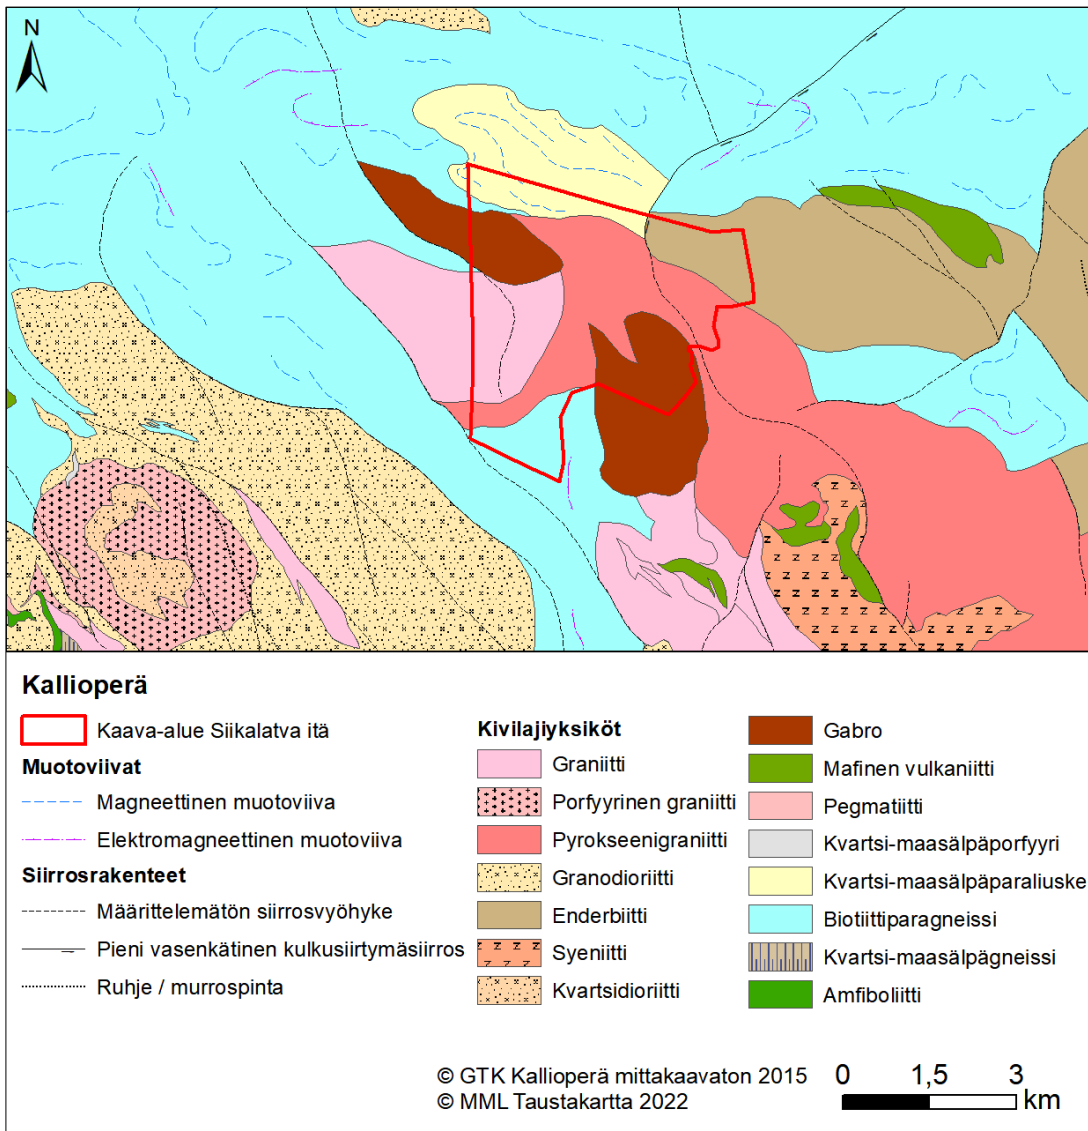 N
Kallioperä
Kaava-alue Siikalatva itä
Muotoviivat
Magneettinen muotoviiva
Elektromagneettinen muotoviiva
Siirrosrakenteet
Määrittelemätön siirrosvyöhyke
Pieni vasenkätinen kulkusiirtymäsiirros
Ruhje / murrospinta
Kivilajiyksiköt
Graniitti
Porfyyrinen graniitti
Pyrokseenigraniitti
Granodioriitti
Enderbiitti
Syeniitti
Kvartsidioriitti
Gabro
Mafinen vulkaniitti
Pegmatiitti
Kvartsi-maasälpäporfyyri
Kvartsi-maasälpäparaliuske
Biotiittiparagneissi
Kvartsi-maasälpägneissi
Amfiboliitti
© GTK Kallioperä mittakaavaton 2015
© MML Taustakartta 2022
0 1,5 3
km